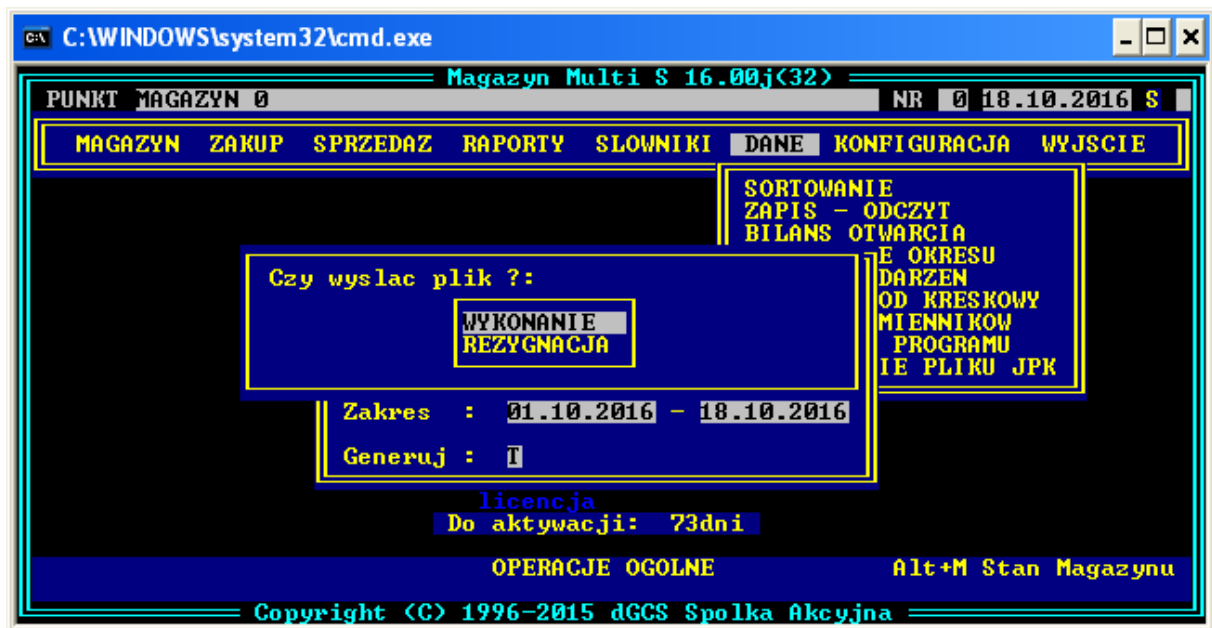 C:\WINDOWS\system32\cmd.exe
Magazyn Multi S 16.00j(32)
PUNKT MAGAZYN 0 NR 0 18.10.2016 S
MAGAZYN ZAKUP SPRZEDAZ RAPORTY SLOWNIKI DANE KONFIGURACJA WYJSCIE
SORTOWANIE
ZAPIS - ODCZYT
BILANS OTWARCIA
E OKRESU
DARZEN
OD KRESKOWY
MIENNIKOW
PROGRAMU
IE PLIKU JPK
Czy wyslac plik ?:
WYKONANIE
REZYGNACJA
Zakres : 01.10.2016 - 18.10.2016
Generuj : T
licencja
Do aktywacji: 73dni
OPERACJE OGOLNE Alt+M Stan Magazynu
Copyright (C) 1996-2015 dGCS Spolka Akcyjna